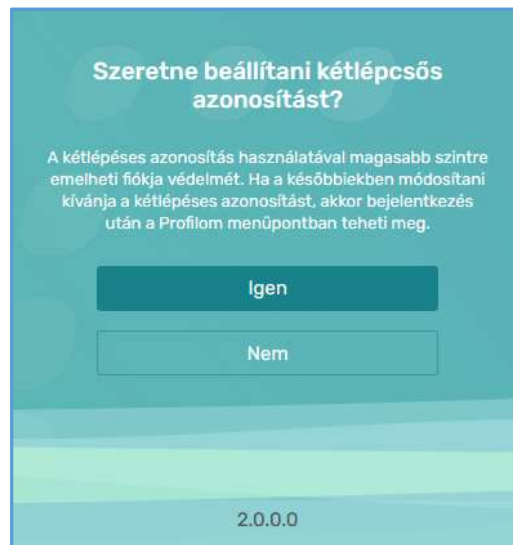 Szeretne beállítani kétlépcsős
azonosítást?
A kétlépéses azonosítás használatával magasabb szintre
emelheti fiókja védelmét. Ha a későbbiekben módosítani
kívánja a kétlépéses azonosítást, akkor bejelentkezés
után a Profilom menüpontban teheti meg.
Igen
Nem
2.0.0.0